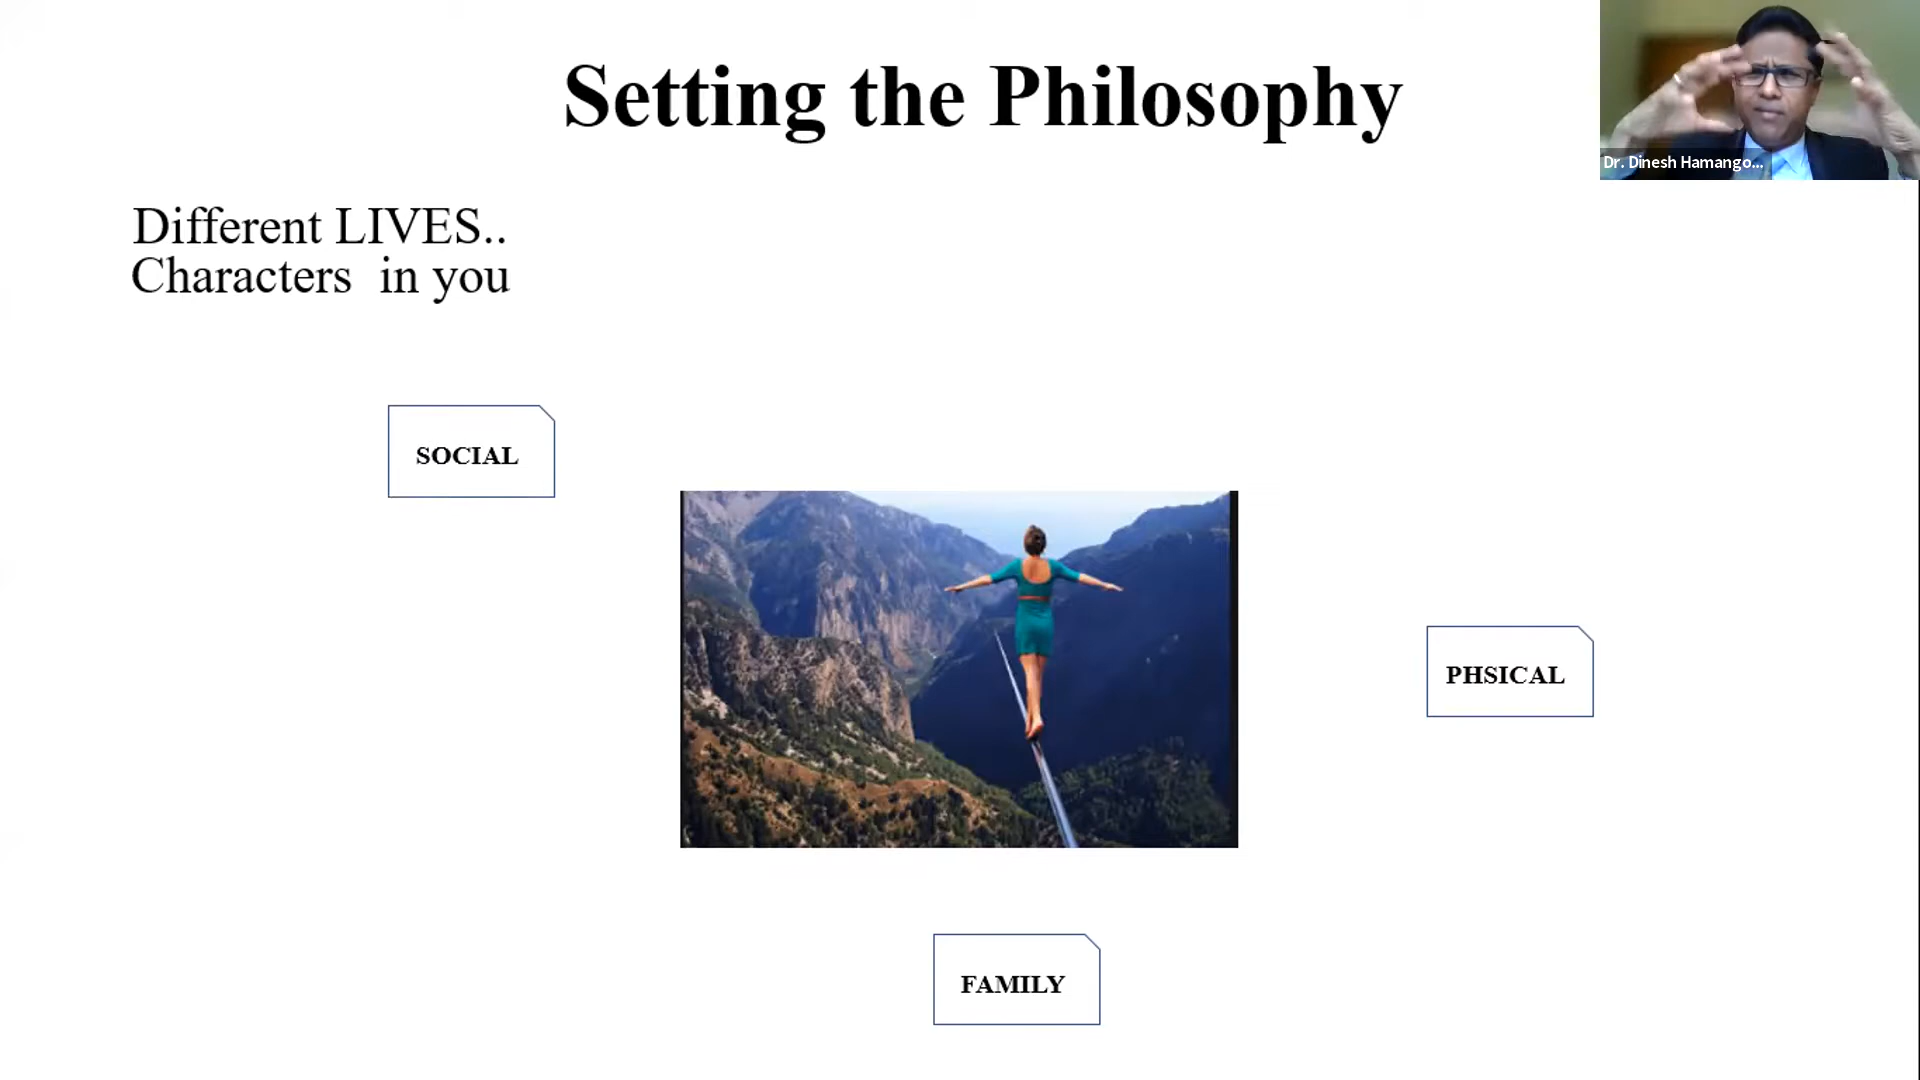 Setting the Philosophy
Dr. Dinesh Hamango...
Different LIVES..
Characters in you
SOCIAL
PHSICAL
FAMILY